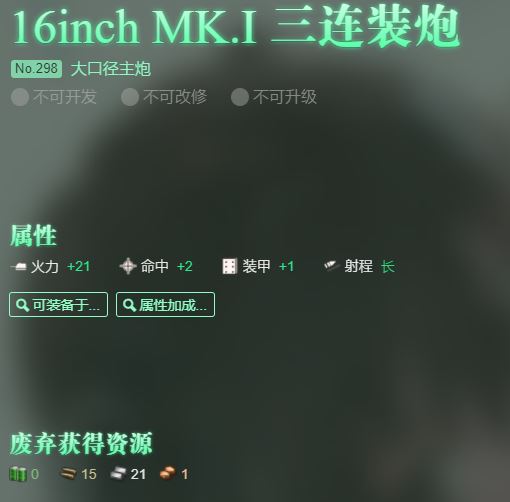 16inch MK.I 三连装炮
No.298 大口径主炮
不可开发 不可改修 不可升级
属性
火力 +21 命中 +2 装甲 +1 射程 长
可装备于... 属性加成...
废弃获得资源
0 15 21 1